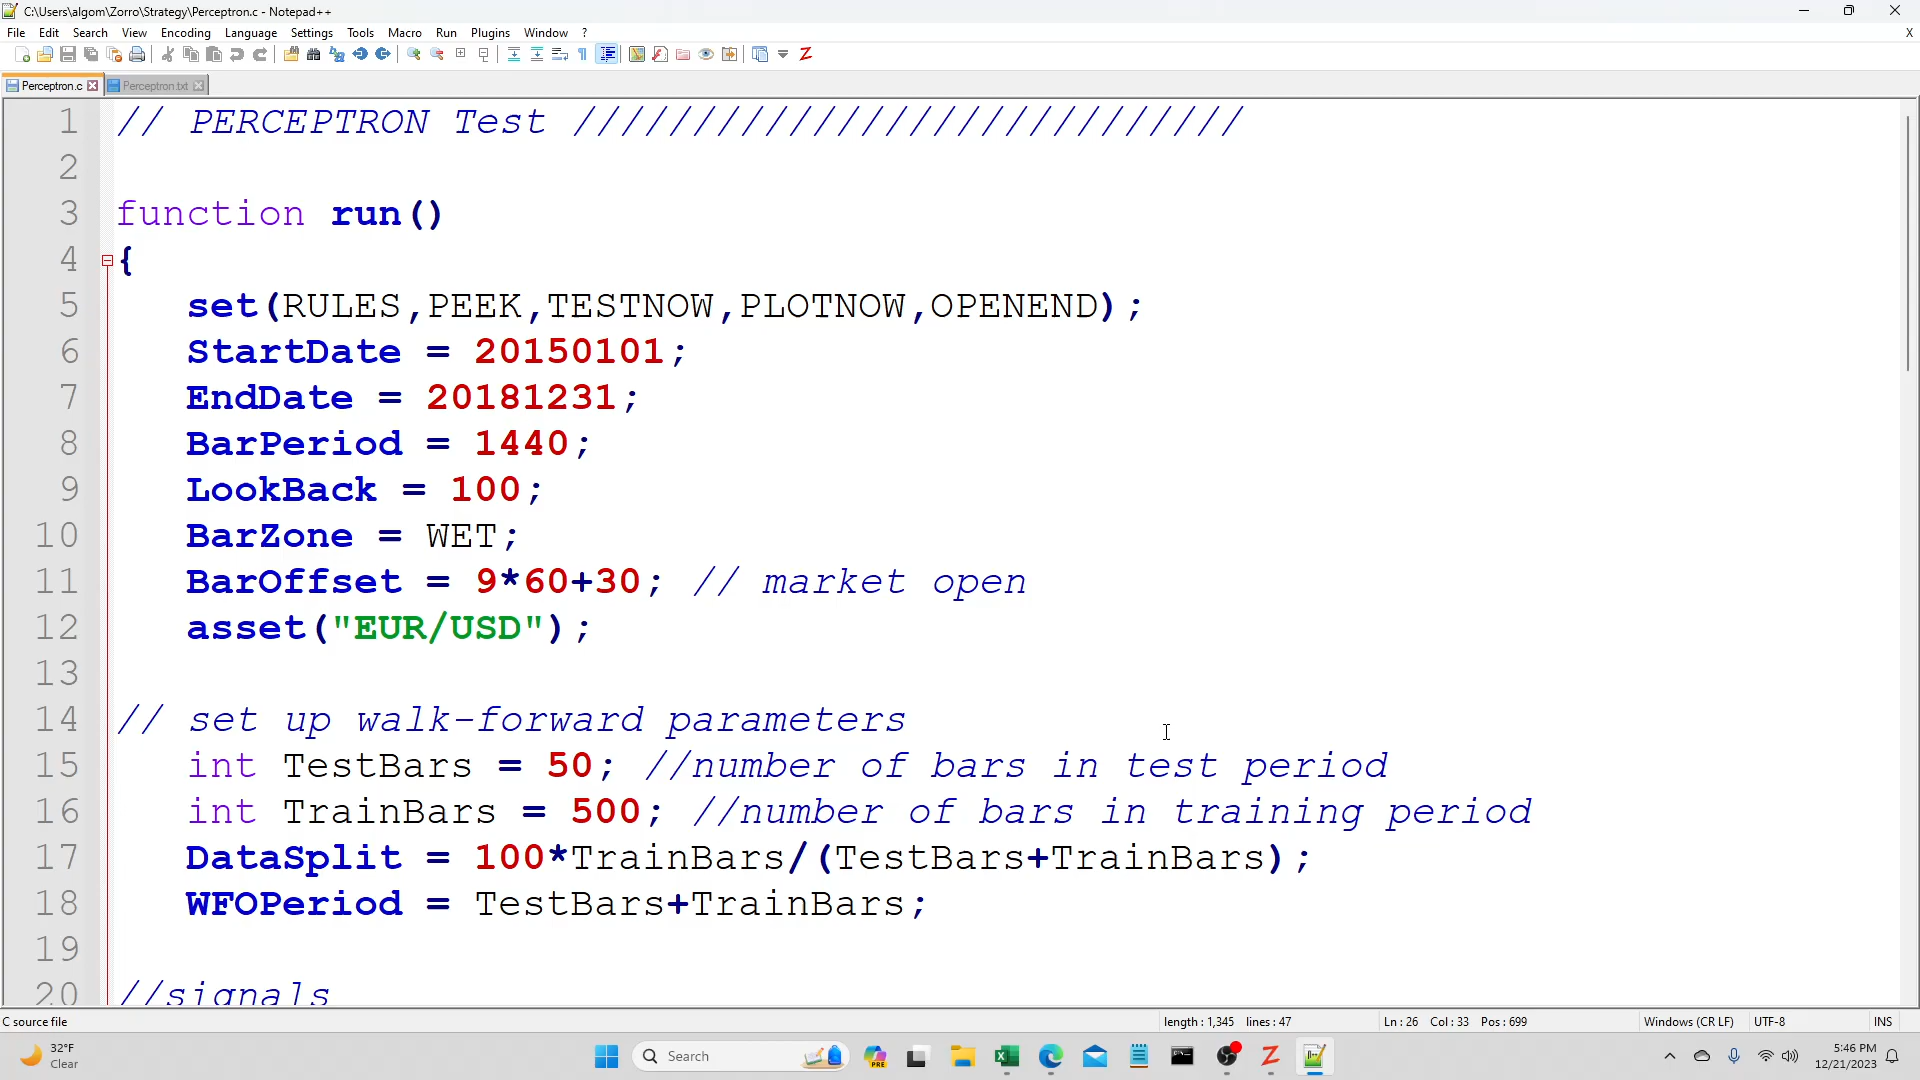 C:\Users\algom\Zorro\Strategy\Perceptron.c - Notepad++
File Edit Search View Encoding Language Settings Tools Macro Run Plugins Window ? X
Perceptron.c Perceptron.txt
1 // PERCEPTRON Test ////////////////////////////
2
3 function run()
4 {
5 set(RULES,PEEK,TESTNOW,PLOTNOW,OPENEND);
6 StartDate = 20150101;
7 EndDate = 20181231;
8 BarPeriod = 1440;
9 LookBack = 100;
10 BarZone = WET;
11 BarOffset = 9*60+30; // market open
12 asset("EUR/USD");
13
14 // set up walk-forward parameters
15 int TestBars = 50; //number of bars in test period
16 int TrainBars = 500; //number of bars in training period
17 DataSplit = 100*TrainBars/(TestBars+TrainBars);
18 WFOPeriod = TestBars+TrainBars;
19
20 //signals
C source file length : 1,345 lines : 47 Ln : 26 Col : 33 Pos : 699 Windows (CR LF) UTF-8 INS
32°F
Clear
Search
PRE
5:46 PM
12/21/2023